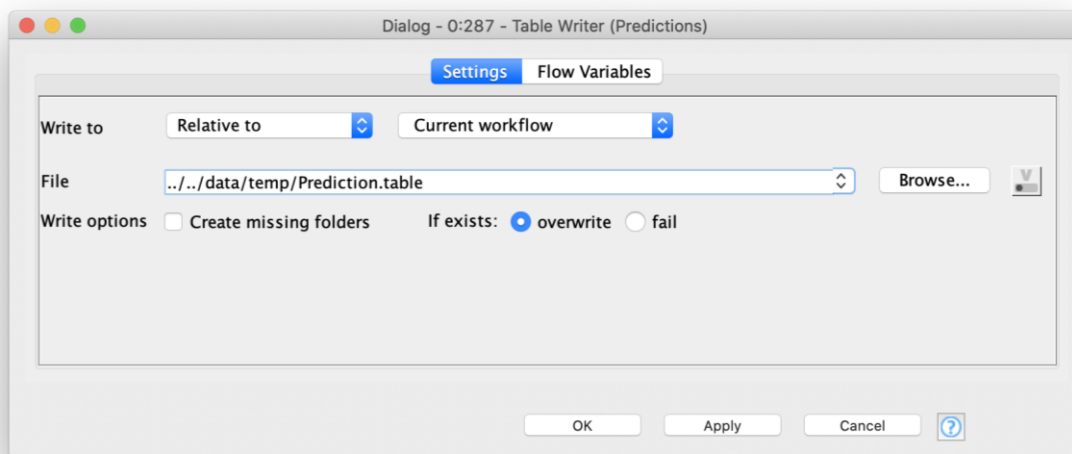 Dialog - 0:287 - Table Writer (Predictions)
Settings Flow Variables
Write to Relative to Current workflow
File ../../data/temp/Prediction.table Browse... V
Write options Create missing folders If exists: overwrite fail
OK Apply Cancel ?